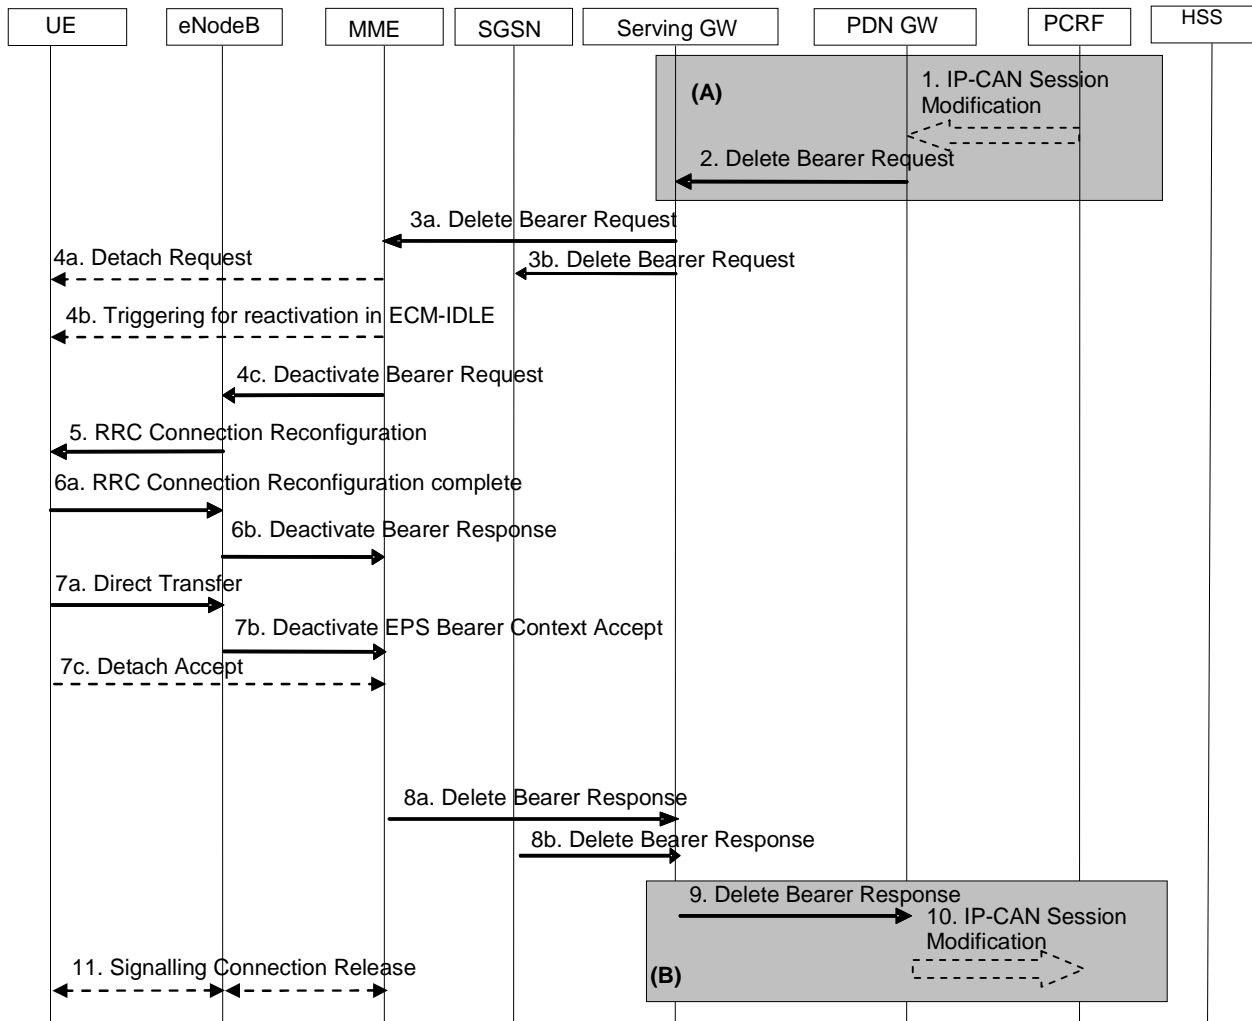 UE
eNodeB
MME
SGSN
Serving GW
PDN GW
PCRF
HSS
(A)
1. IP-CAN Session
Modification
2. Delete Bearer Request
3a. Delete Bearer Request
4a. Detach Request
3b. Delete Bearer Request
4b. Triggering for reactivation in ECM-IDLE
4c. Deactivate Bearer Request
5. RRC Connection Reconfiguration
6a. RRC Connection Reconfiguration complete
6b. Deactivate Bearer Response
7a. Direct Transfer
7b. Deactivate EPS Bearer Context Accept
7c. Detach Accept
8a. Delete Bearer Response
8b. Delete Bearer Response
9. Delete Bearer Response
10. IP-CAN Session
Modification
11. Signalling Connection Release
(B)